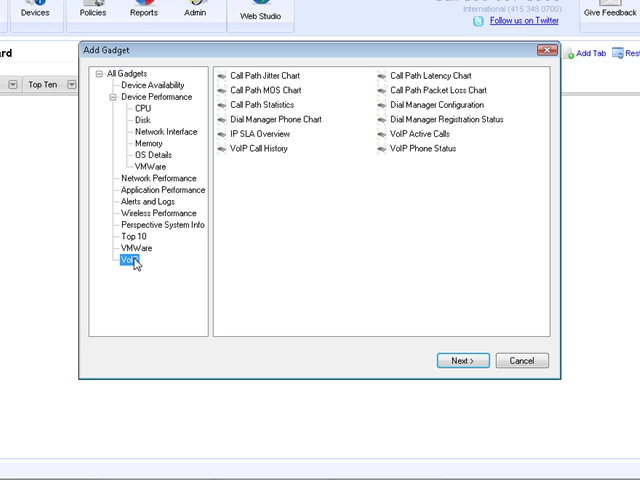 Devices
Policies
Reports
Admin
Web Studio
International (415 348 0700)
Follow us on Twitter
Give Feedback
ard
Add Tab
Rest
Top Ten
Add Gadget
All Gadgets
Device Availability
Device Performance
CPU
Disk
Network Interface
Memory
OS Details
VMWare
Network Performance
Application Performance
Alerts and Logs
Wireless Performance
Perspective System Info
Top 10
VMWare
VoIP
Call Path Jitter Chart
Call Path Latency Chart
Call Path MOS Chart
Call Path Packet Loss Chart
Call Path Statistics
Dial Manager Configuration
Dial Manager Phone Chart
Dial Manager Registration Status
IP SLA Overview
VoIP Active Calls
VoIP Call History
VoIP Phone Status
Next >
Cancel